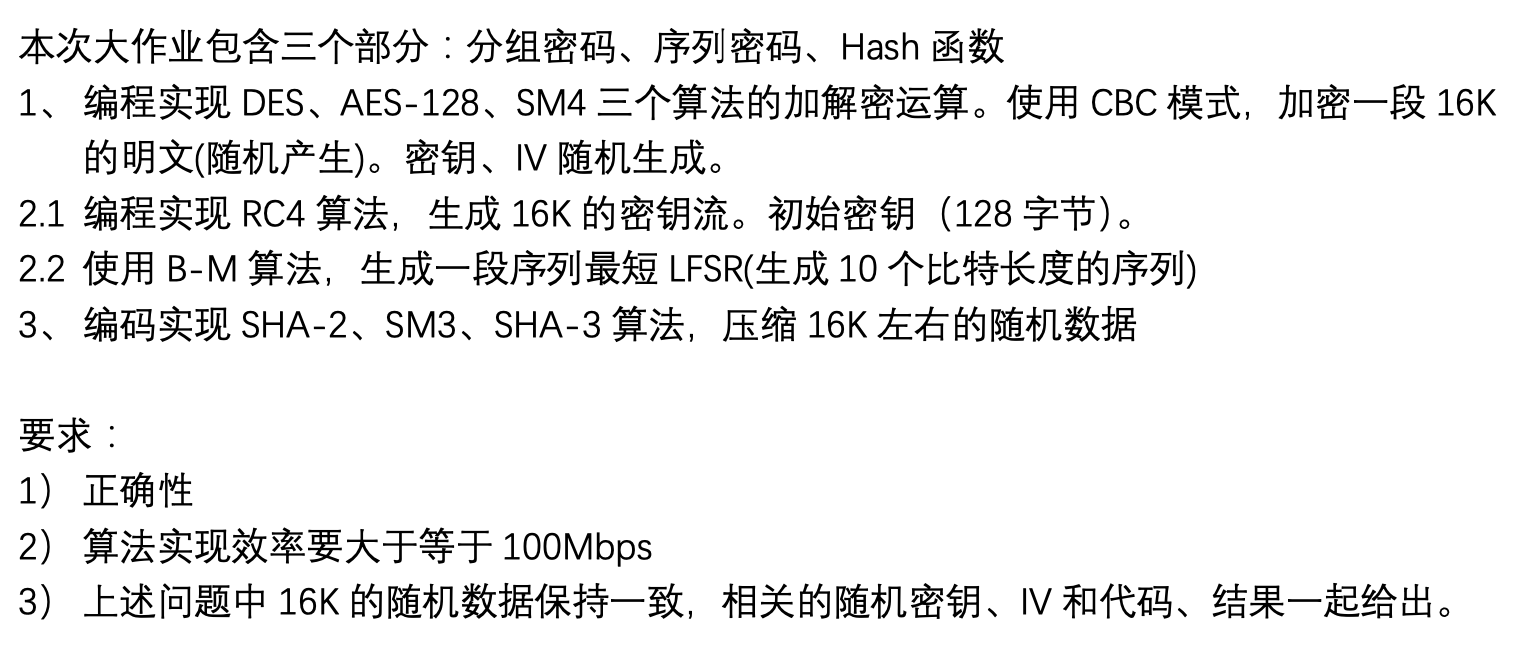 本次大作业包含三个部分：分组密码、序列密码、Hash 函数
1、 编程实现 DES、AES-128、SM4 三个算法的加解密运算。使用 CBC 模式，加密一段 16K
的明文(随机产生)。密钥、IV 随机生成。
2.1 编程实现 RC4 算法，生成 16K 的密钥流。初始密钥（128 字节）。
2.2 使用 B-M 算法，生成一段序列最短 LFSR(生成 10 个比特长度的序列)
3、 编码实现 SHA-2、SM3、SHA-3 算法，压缩 16K 左右的随机数据
要求：
1） 正确性
2） 算法实现效率要大于等于 100Mbps
3） 上述问题中 16K 的随机数据保持一致，相关的随机密钥、IV 和代码、结果一起给出。